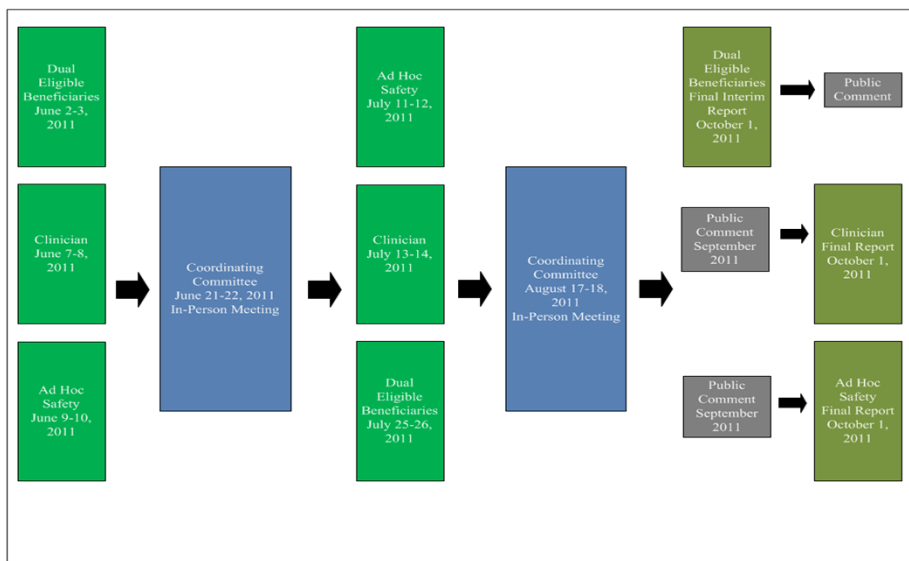 Dual
Eligible
Beneficiaries
June 2-3,
2011
Clinician
June 7-8,
2011
Ad Hoc
Safety
June 9-10,
2011
Coordinating
Committee
June 21-22, 2011
In-Person Meeting
Ad Hoc
Safety
July 11-12,
2011
Clinician
July 13-14,
2011
Dual
Eligible
Beneficiaries
July 25-26,
2011
Coordinating
Committee
August 17-18,
2011
In-Person Meeting
Dual
Eligible
Beneficiaries
Final Interim
Report
October 1,
2011
Public
Comment
Public
Comment
September
2011
Clinician
Final Report
October 1,
2011
Public
Comment
September
2011
Ad Hoc
Safety
Final Report
October 1,
2011